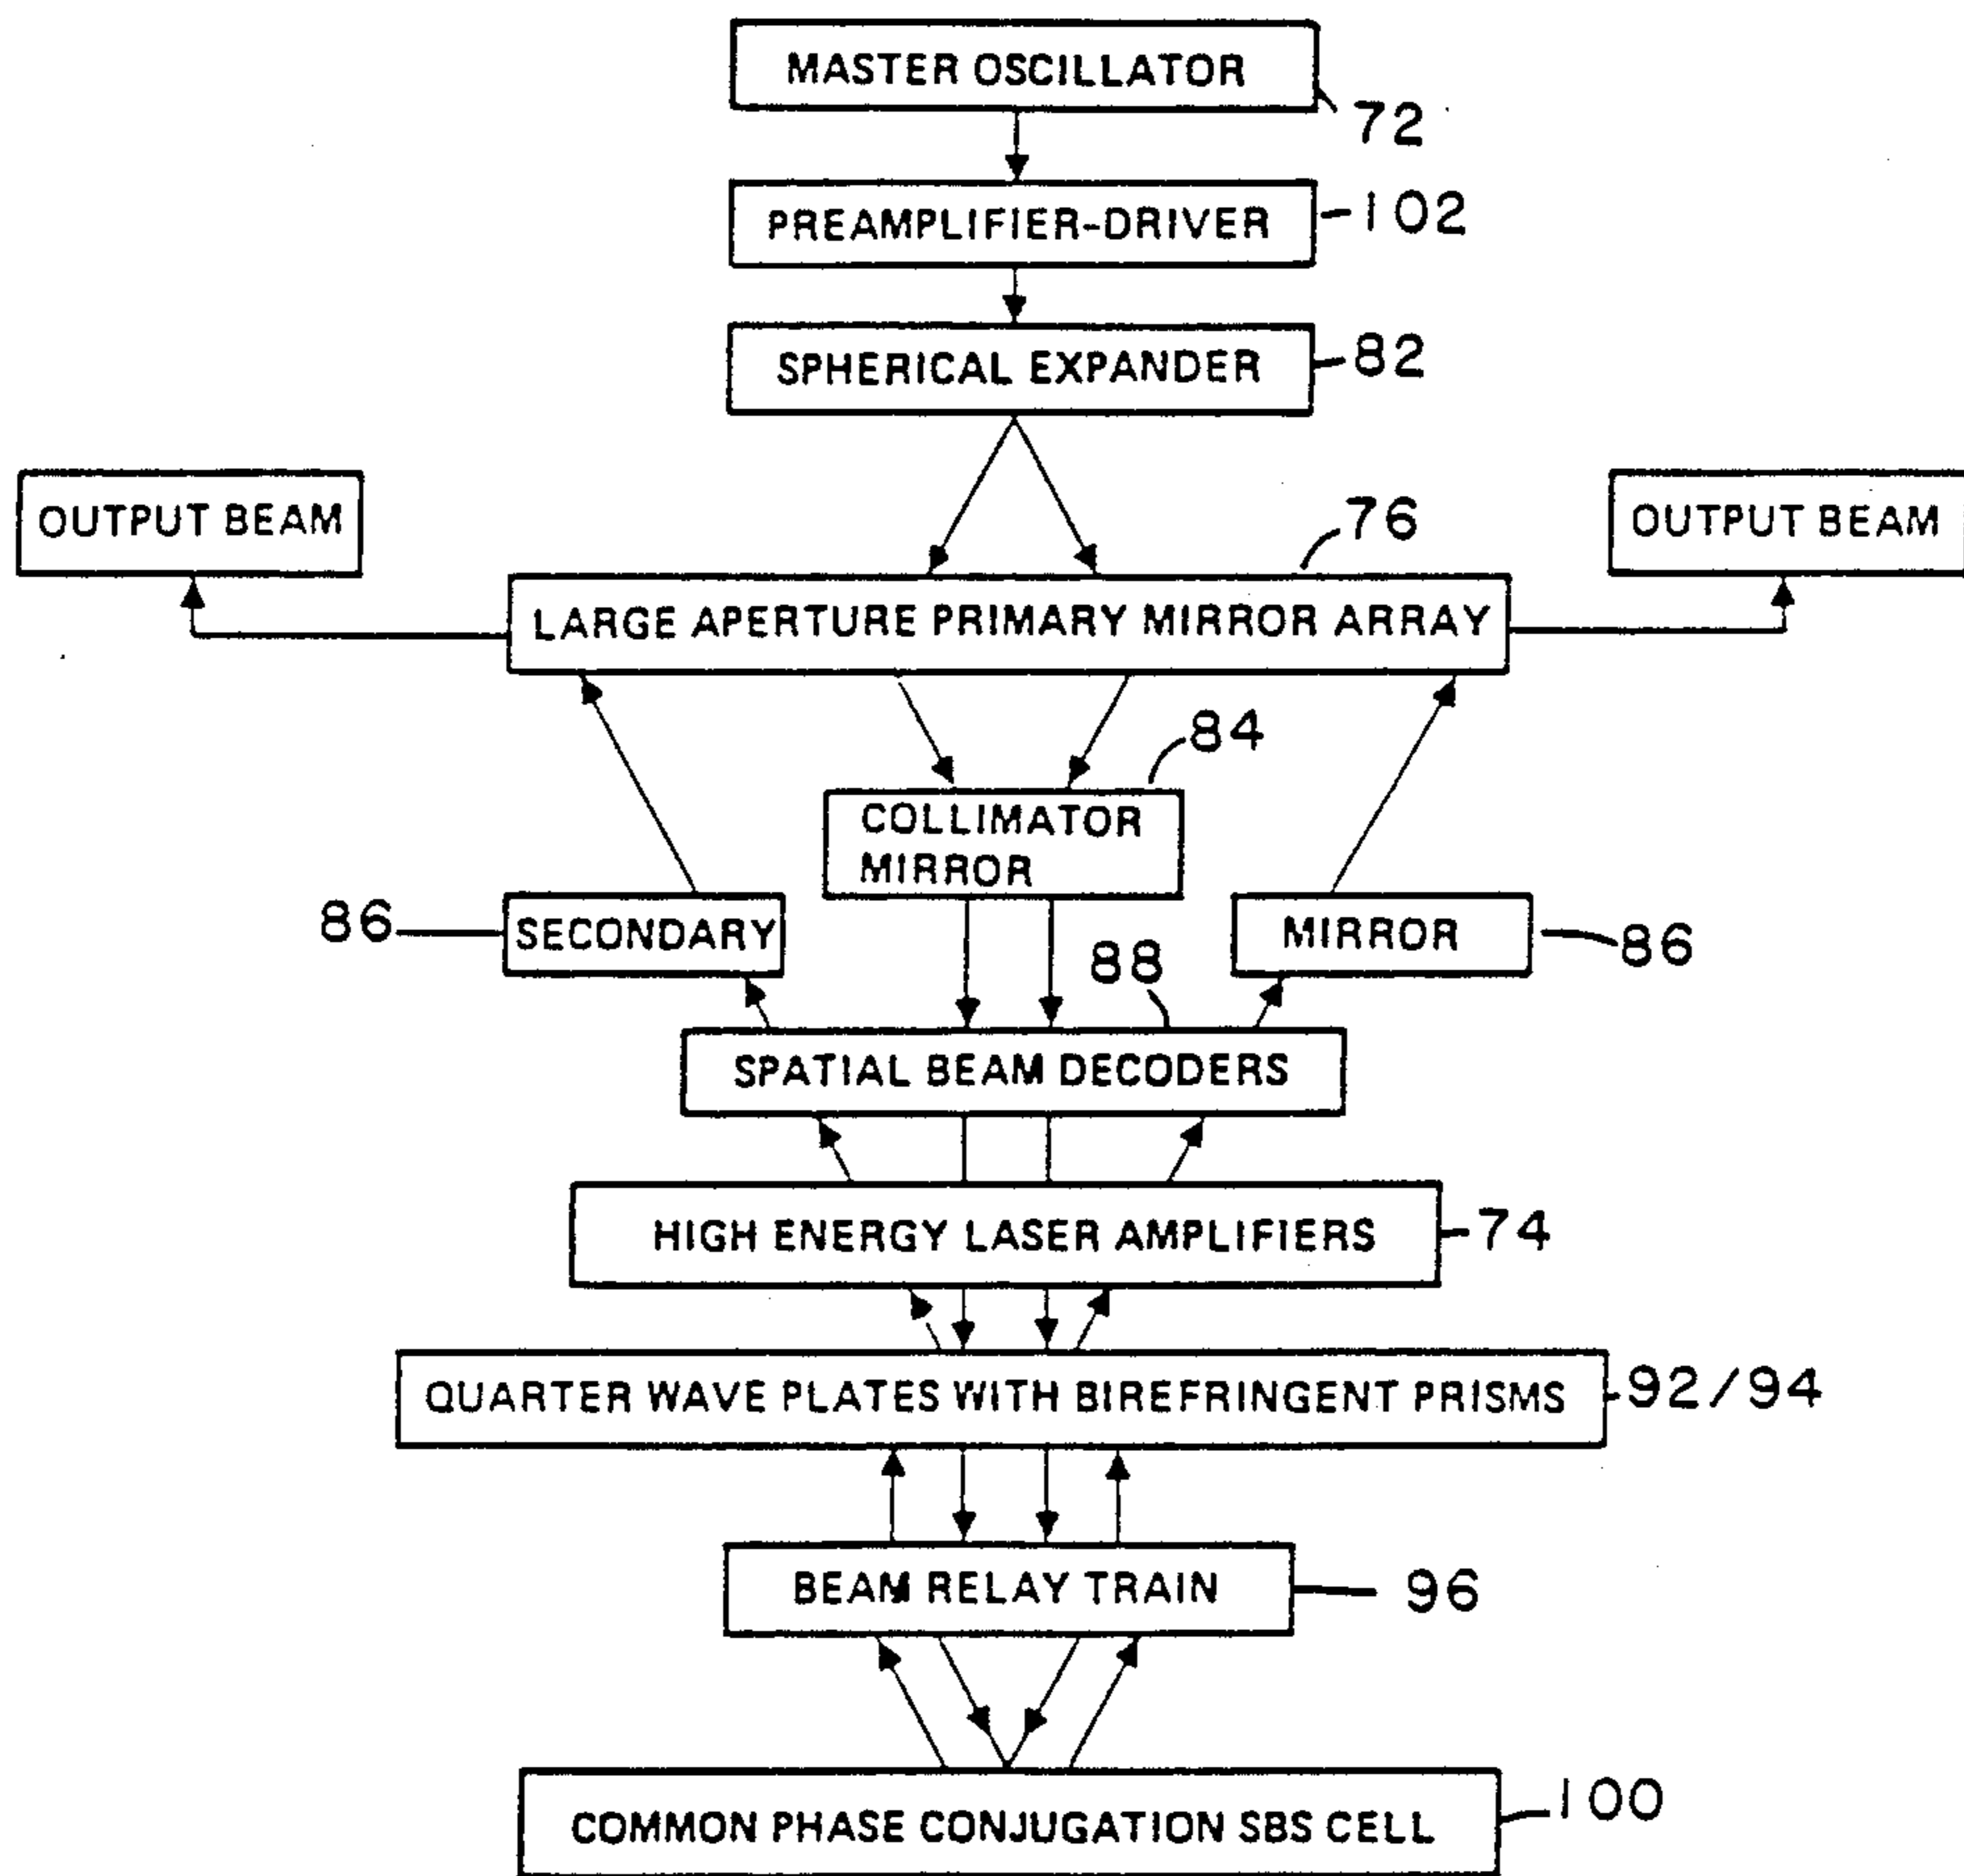 MASTER OSCILLATOR
72
PREAMPLIFIER-DRIVER
102
SPHERICAL EXPANDER
82
OUTPUT BEAM
OUTPUT BEAM
76
LARGE APERTURE PRIMARY MIRROR ARRAY
84
COLLIMATOR
MIRROR
86
SECONDARY
MIRROR
86
88
SPATIAL BEAM DECODERS
HIGH ENERGY LASER AMPLIFIERS
74
QUARTER WAVE PLATES WITH BIREFRINGENT PRISMS
92/94
BEAM RELAY TRAIN
96
COMMON PHASE CONJUGATION SBS CELL
100